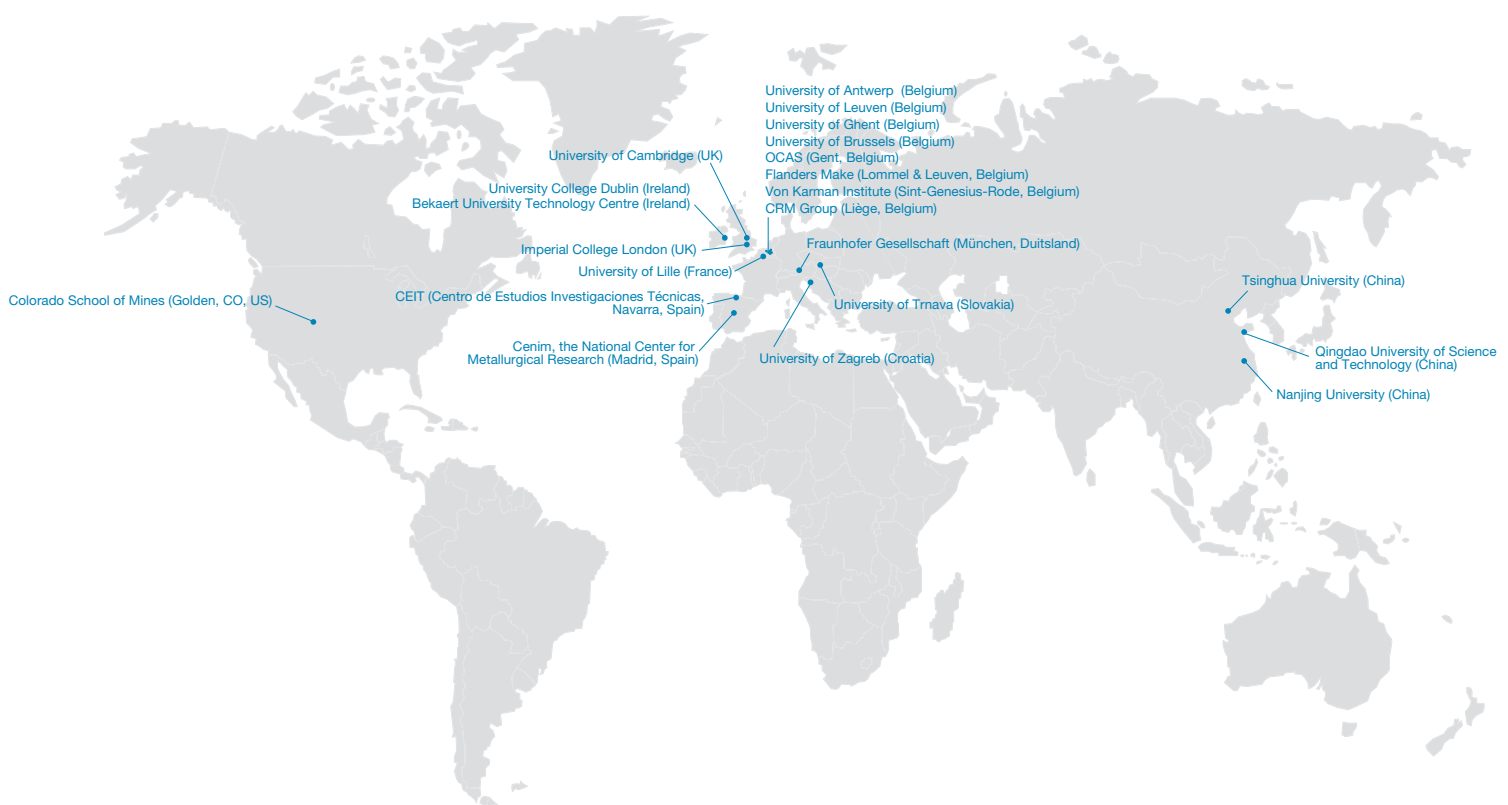 University of Antwerp (Belgium)
University of Leuven (Belgium)
University of Ghent (Belgium)
University of Brussels (Belgium)
OCAS (Gent, Belgium)
Flanders Make (Lommel & Leuven, Belgium)
Von Karman Institute (Sint-Genesius-Rode, Belgium)
CRM Group (Liège, Belgium)
University of Cambridge (UK)
University College Dublin (Ireland)
Bekaert University Technology Centre (Ireland)
Imperial College London (UK)
University of Lille (France)
Fraunhofer Gesellschaft (München, Duitsland)
CEIT (Centro de Estudios Investigaciones Técnicas,
Navarra, Spain)
University of Trnava (Slovakia)
Colorado School of Mines (Golden, CO, US)
Cenim, the National Center for
Metallurgical Research (Madrid, Spain)
University of Zagreb (Croatia)
Tsinghua University (China)
Qingdao University of Science
and Technology (China)
Nanjing University (China)